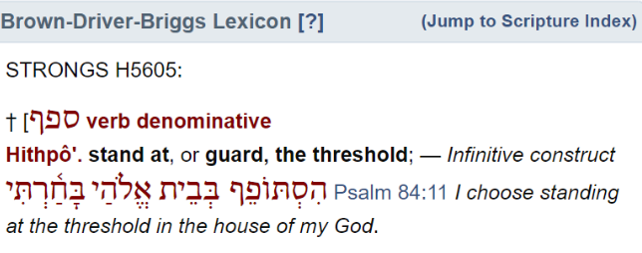 Brown-Driver-Briggs Lexicon [?] (Jump to Scripture Index)
STRONGS H5605:
† [סָפַף verb denominative
Hithpô'. stand at, or guard, the threshold; — Infinitive construct
הִסְתּוֹפֵף בְּבֵית אֱלֹהַי בָּחַ֫רְתִּי Psalm 84:11 I choose standing
at the threshold in the house of my God.